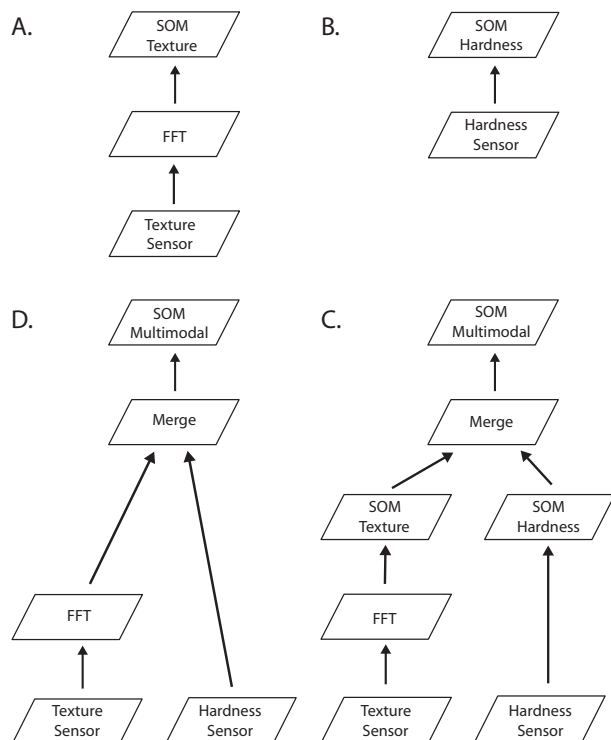 A.
SOM
Texture
FFT
Texture
Sensor
B.
SOM
Hardness
Hardness
Sensor
D.
SOM
Multimodal
Merge
FFT
Texture
Sensor
Hardness
Sensor
C.
SOM
Multimodal
Merge
SOM
Texture
SOM
Hardness
FFT
Texture
Sensor
Hardness
Sensor